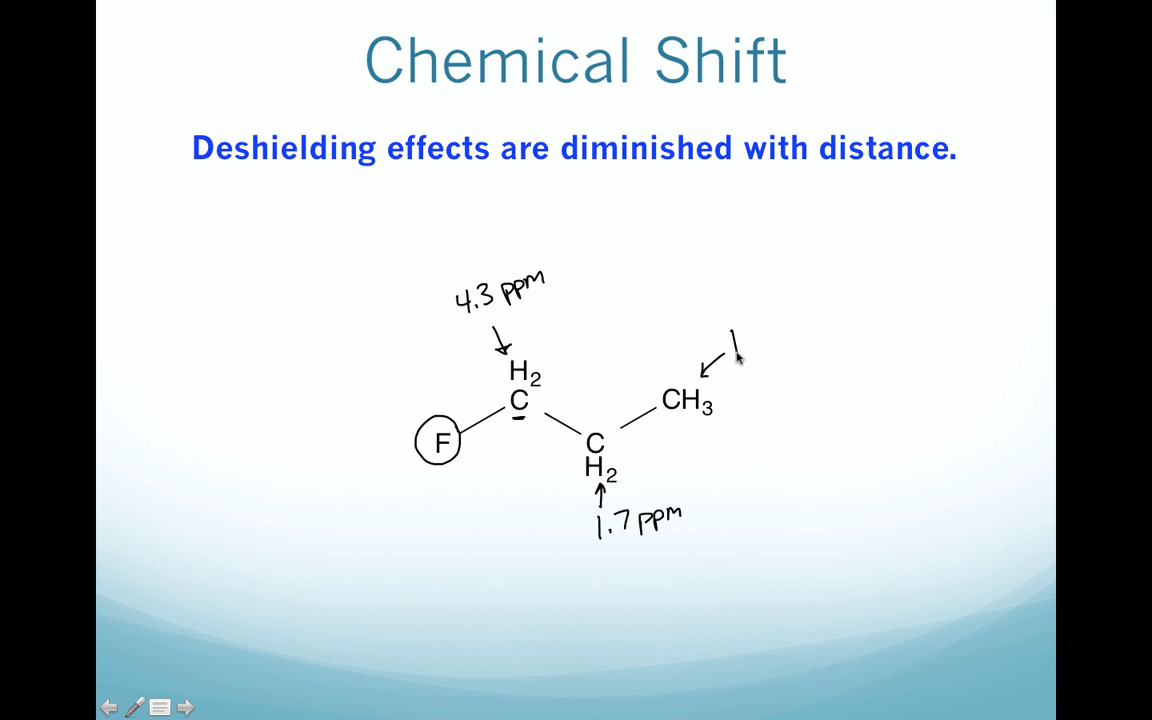 Chemical Shift
Deshielding effects are diminished with distance.
4.3 ppm
H2
C
CH3
F
C
H2
1.7 ppm